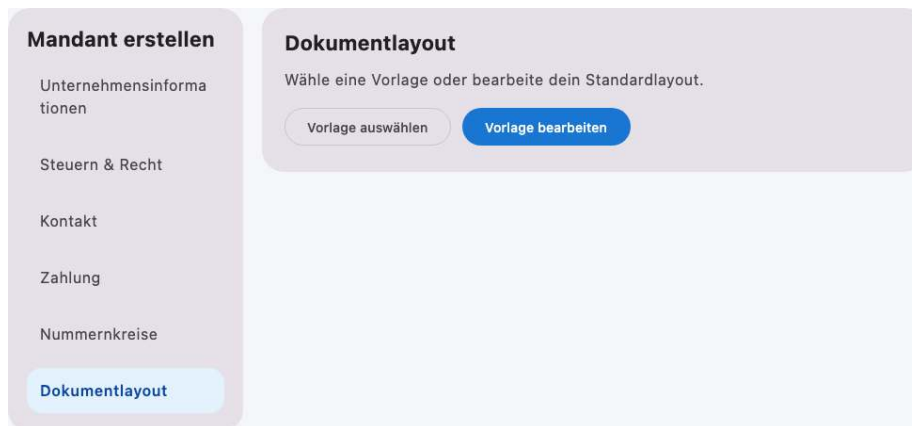 Mandant erstellen
Unternehmensinforma
tionen
Steuern & Recht
Kontakt
Zahlung
Nummernkreise
Dokumentlayout
Dokumentlayout
Wähle eine Vorlage oder bearbeite dein Standardlayout.
Vorlage auswählen
Vorlage bearbeiten